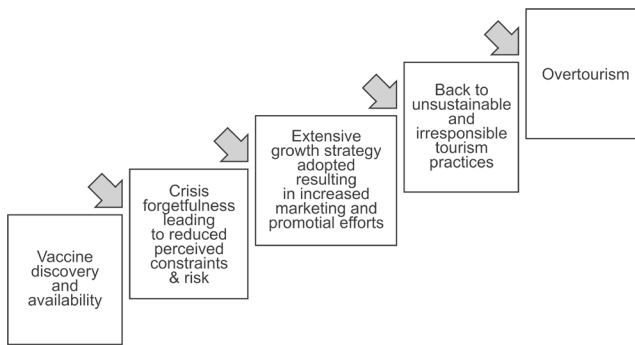 Vaccine
discovery
and
availability
Crisis
forgetfulness
leading
to reduced
perceived
constraints
& risk
Extensive
growth strategy
adopted
resulting
in increased
marketing and
promotial efforts
Back to
unsustainable
and
irresponsible
tourism
practices
Overtourism